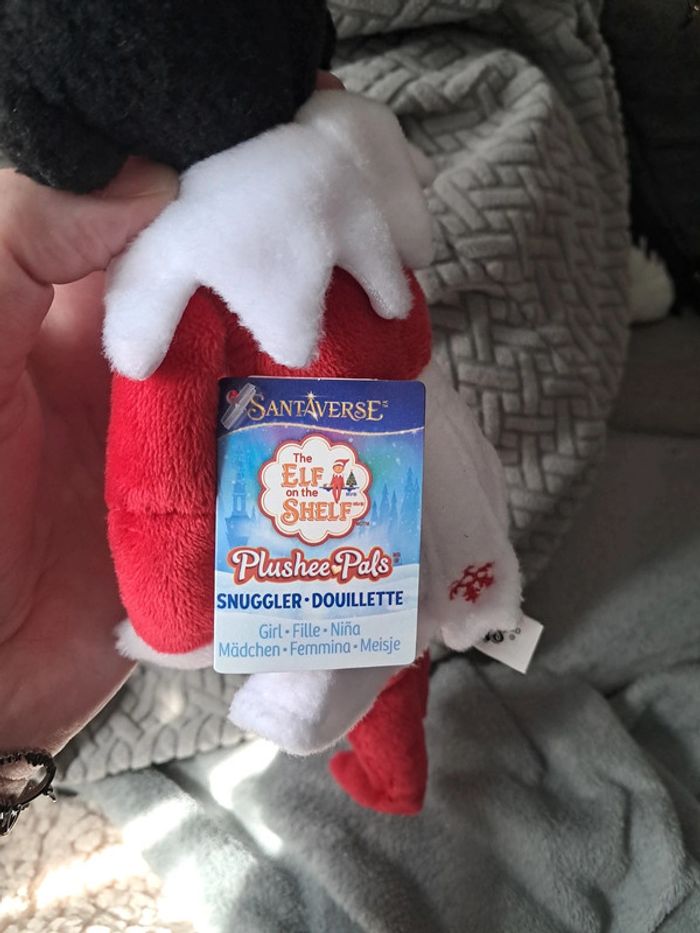 SANTAVERSE
The
ELF
on the
SHELF
Plushee Pals
SNUGGLER • DOUILLETTE
Girl • Fille • Niña
Mädchen • Femmina • Meisje